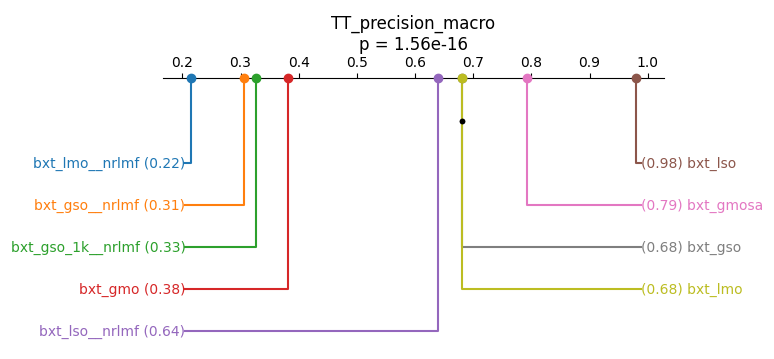 TT_precision_macro
p = 1.56e-16
0.2 0.3 0.4 0.5 0.6 0.7 0.8 0.9 1.0
bxt_lmo__nrlmf (0.22) (0.98) bxt_lso
bxt_gso__nrlmf (0.31) (0.79) bxt_gmosa
bxt_gso_1k__nrlmf (0.33) (0.68) bxt_gso
bxt_gmo (0.38) (0.68) bxt_lmo
bxt_lso__nrlmf (0.64)